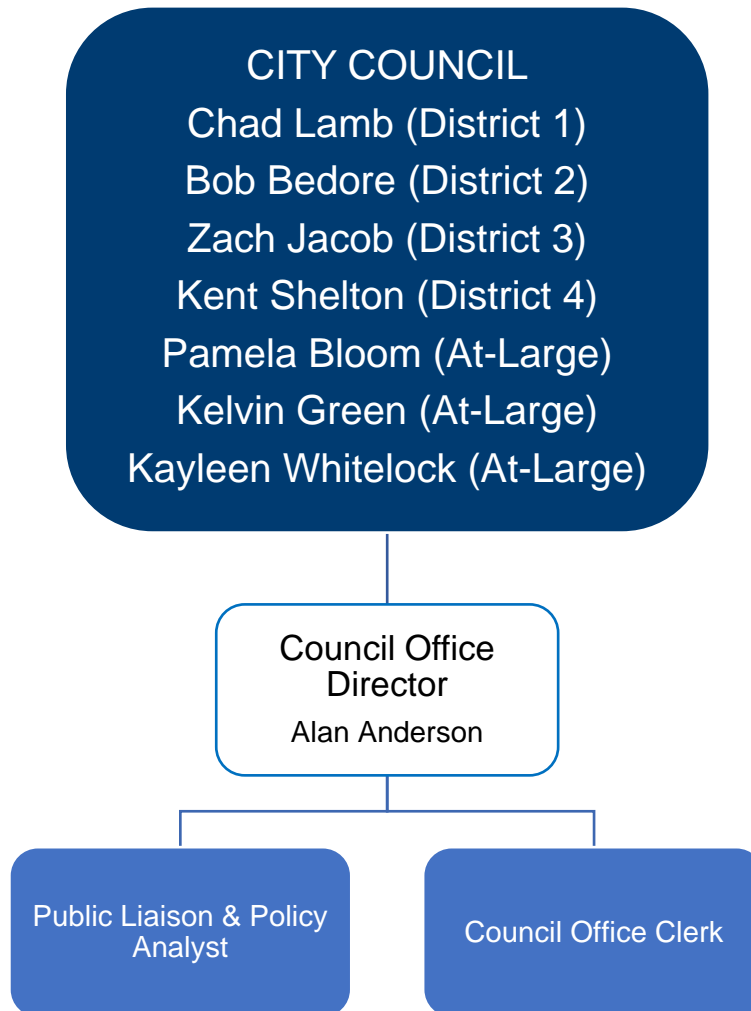 CITY COUNCIL
Chad Lamb (District 1)
Bob Bedore (District 2)
Zach Jacob (District 3)
Kent Shelton (District 4)
Pamela Bloom (At-Large)
Kelvin Green (At-Large)
Kayleen Whitelock (At-Large)
Council Office
Director
Alan Anderson
Public Liaison & Policy
Analyst
Council Office Clerk